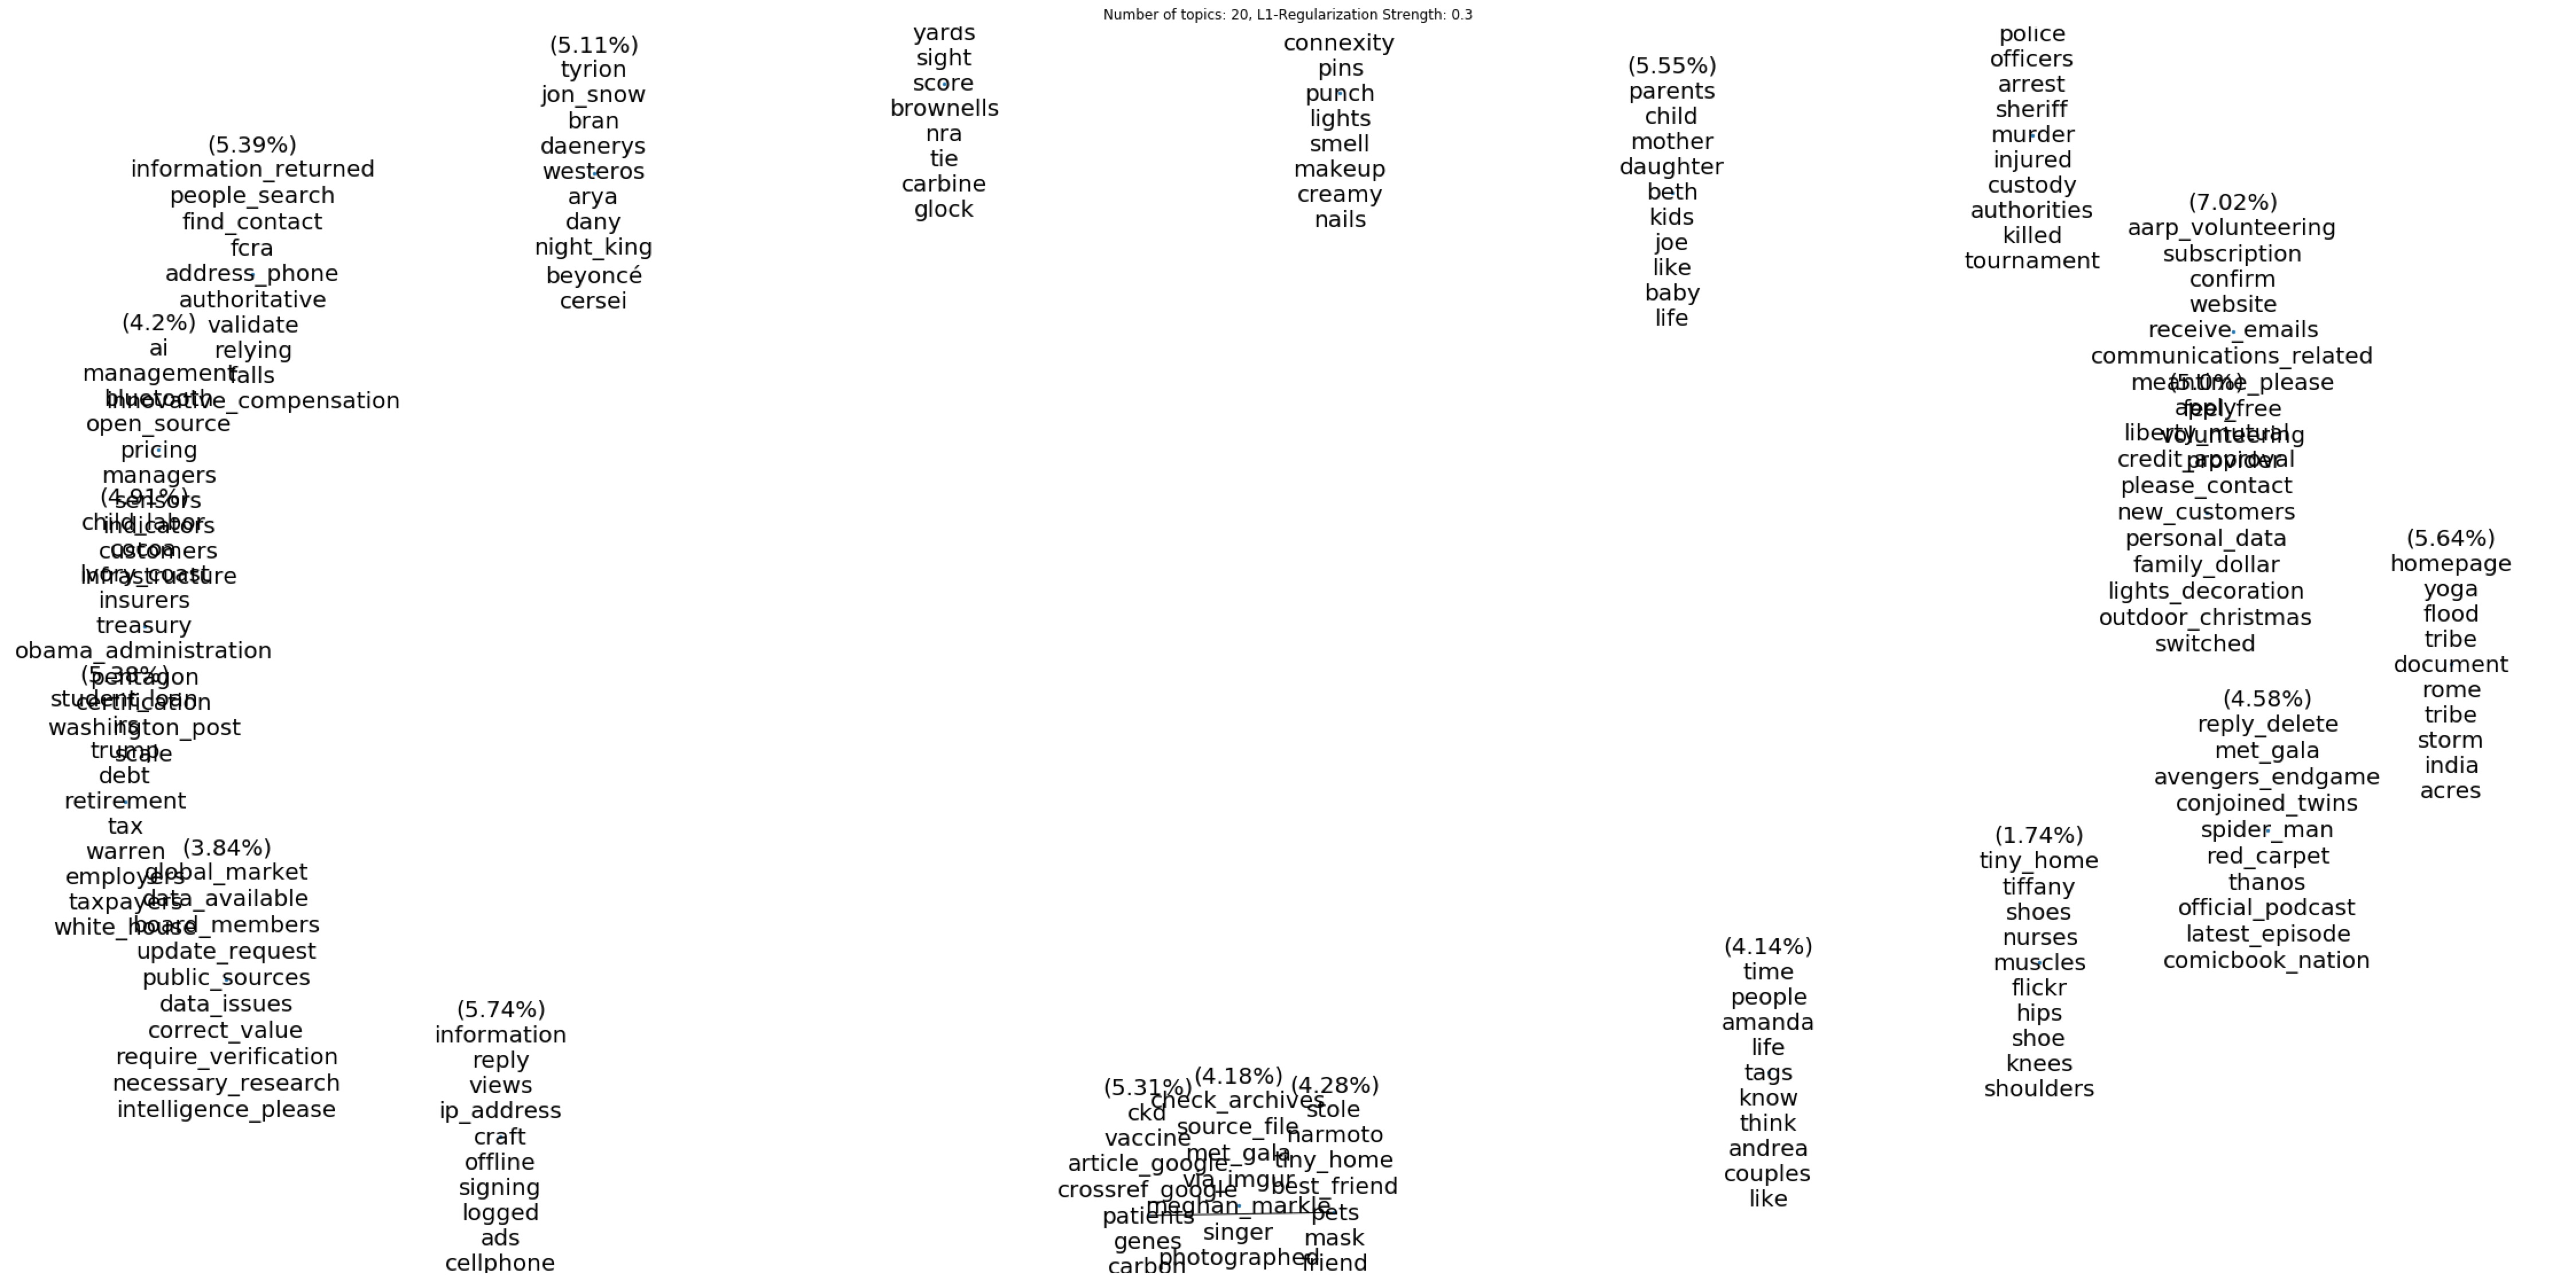 Number of topics: 20, L1-Regularization Strength: 0.3
(5.39%)
information_returned
people_search
find_contact
fcra
address_phone
authoritative
validate
relying
falls
innovative_compensation
(4.2%)
ai
management
bluetooth
open_source
pricing
managers
sensors
indicators
customers
infrastructure
(4.91%)
child_labor
cocoa
ivory_coast
insurers
treasury
obama_administration
pentagon
certification
washington_post
scale
(5.38%)
student_loan
irs
trump
debt
retirement
tax
warren
employers
taxpayers
white_house
(3.84%)
global_market
data_available
board_members
update_request
public_sources
data_issues
correct_value
require_verification
necessary_research
intelligence_please
(5.11%)
tyrion
jon_snow
bran
daenerys
westeros
arya
dany
night_king
beyoncé
cersei
(5.74%)
information
reply
views
ip_address
craft
offline
signing
logged
ads
cellphone
yards
sight
score
brownells
nra
tie
carbine
glock
connexity
pins
punch
lights
smell
makeup
creamy
nails
(5.31%)
ckd
vaccine
article_google
crossref_google
patients
genes
carbon
(4.18%)
check_archives
source_file
met_gala
via_imgur
meghan_markle
singer
photographed
(4.28%)
stole
narmoto
tiny_home
best_friend
pets
mask
friend
(5.55%)
parents
child
mother
daughter
beth
kids
joe
like
baby
life
(4.14%)
time
people
amanda
life
tags
know
think
andrea
couples
like
police
officers
arrest
sheriff
murder
injured
custody
authorities
killed
tournament
(7.02%)
aarp_volunteering
subscription
confirm
website
receive_emails
communications_related
meantime_please
feel_free
volunteering
provider
(5.0%)
apply
liberty_mutual
credit_approval
please_contact
new_customers
personal_data
family_dollar
lights_decoration
outdoor_christmas
switched
(5.64%)
homepage
yoga
flood
tribe
document
rome
tribe
storm
india
acres
(4.58%)
reply_delete
met_gala
avengers_endgame
conjoined_twins
spider_man
red_carpet
thanos
official_podcast
latest_episode
comicbook_nation
(1.74%)
tiny_home
tiffany
shoes
nurses
muscles
flickr
hips
shoe
knees
shoulders